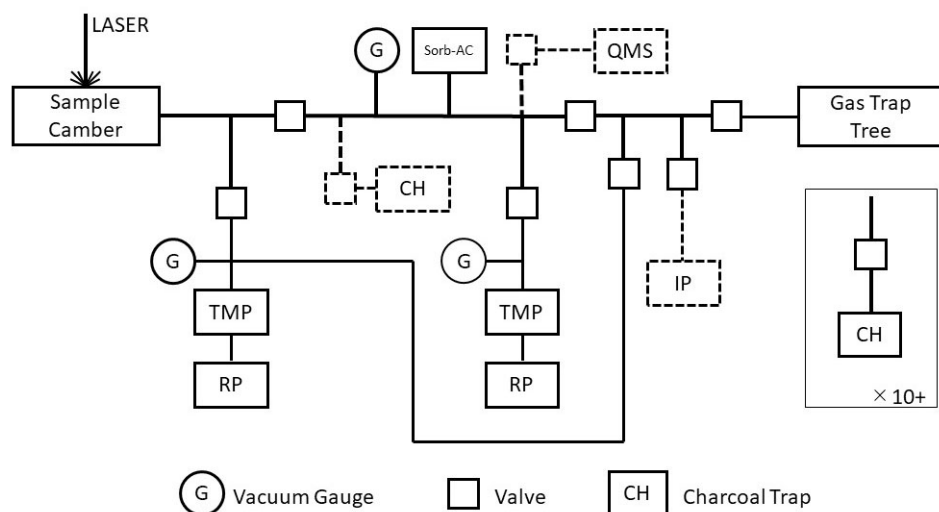 LASER
Sample
Camber
G
Sorb-AC
QMS
Gas Trap
Tree
CH
G
G
IP
TMP
TMP
RP
RP
CH
× 10+
G Vacuum Gauge
Valve
CH Charcoal Trap